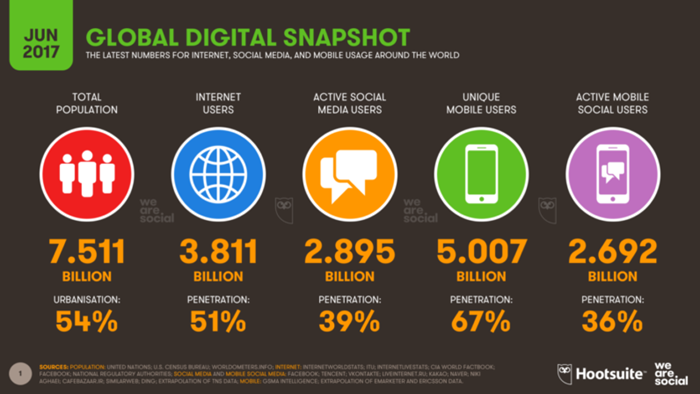 JUN
2017
GLOBAL DIGITAL SNAPSHOT
THE LATEST NUMBERS FOR INTERNET, SOCIAL MEDIA, AND MOBILE USAGE AROUND THE WORLD
TOTAL
POPULATION
INTERNET
USERS
ACTIVE SOCIAL
MEDIA USERS
UNIQUE
MOBILE USERS
ACTIVE MOBILE
SOCIAL USERS
we
are
social
we
are
social
7.511
BILLION
3.811
BILLION
2.895
BILLION
5.007
BILLION
2.692
BILLION
URBANISATION:
54%
PENETRATION:
51%
PENETRATION:
39%
PENETRATION:
67%
PENETRATION:
36%
1
SOURCES: POPULATION: UNITED NATIONS; U.S. CENSUS BUREAU; WORLDOMETERS.INFO; INTERNET: INTERNETWORLDSTATS; ITU; INTERNETLIVESTATS; CIA WORLD FACTBOOK;
FACEBOOK; NATIONAL REGULATORY AUTHORITIES; SOCIAL MEDIA AND MOBILE SOCIAL MEDIA: FACEBOOK; TENCENT; VKONTAKTE; LIVEINTERNET.RU; KAKAO; NAVER; NIKI
AGHAEI; CAFEBAZAAR.IR; SIMILARWEB; DING; EXTRAPOLATION OF TNS DATA; MOBILE: GSMA INTELLIGENCE; EXTRAPOLATION OF EMARKETER AND ERICSSON DATA.
Hootsuite™
we
are
social